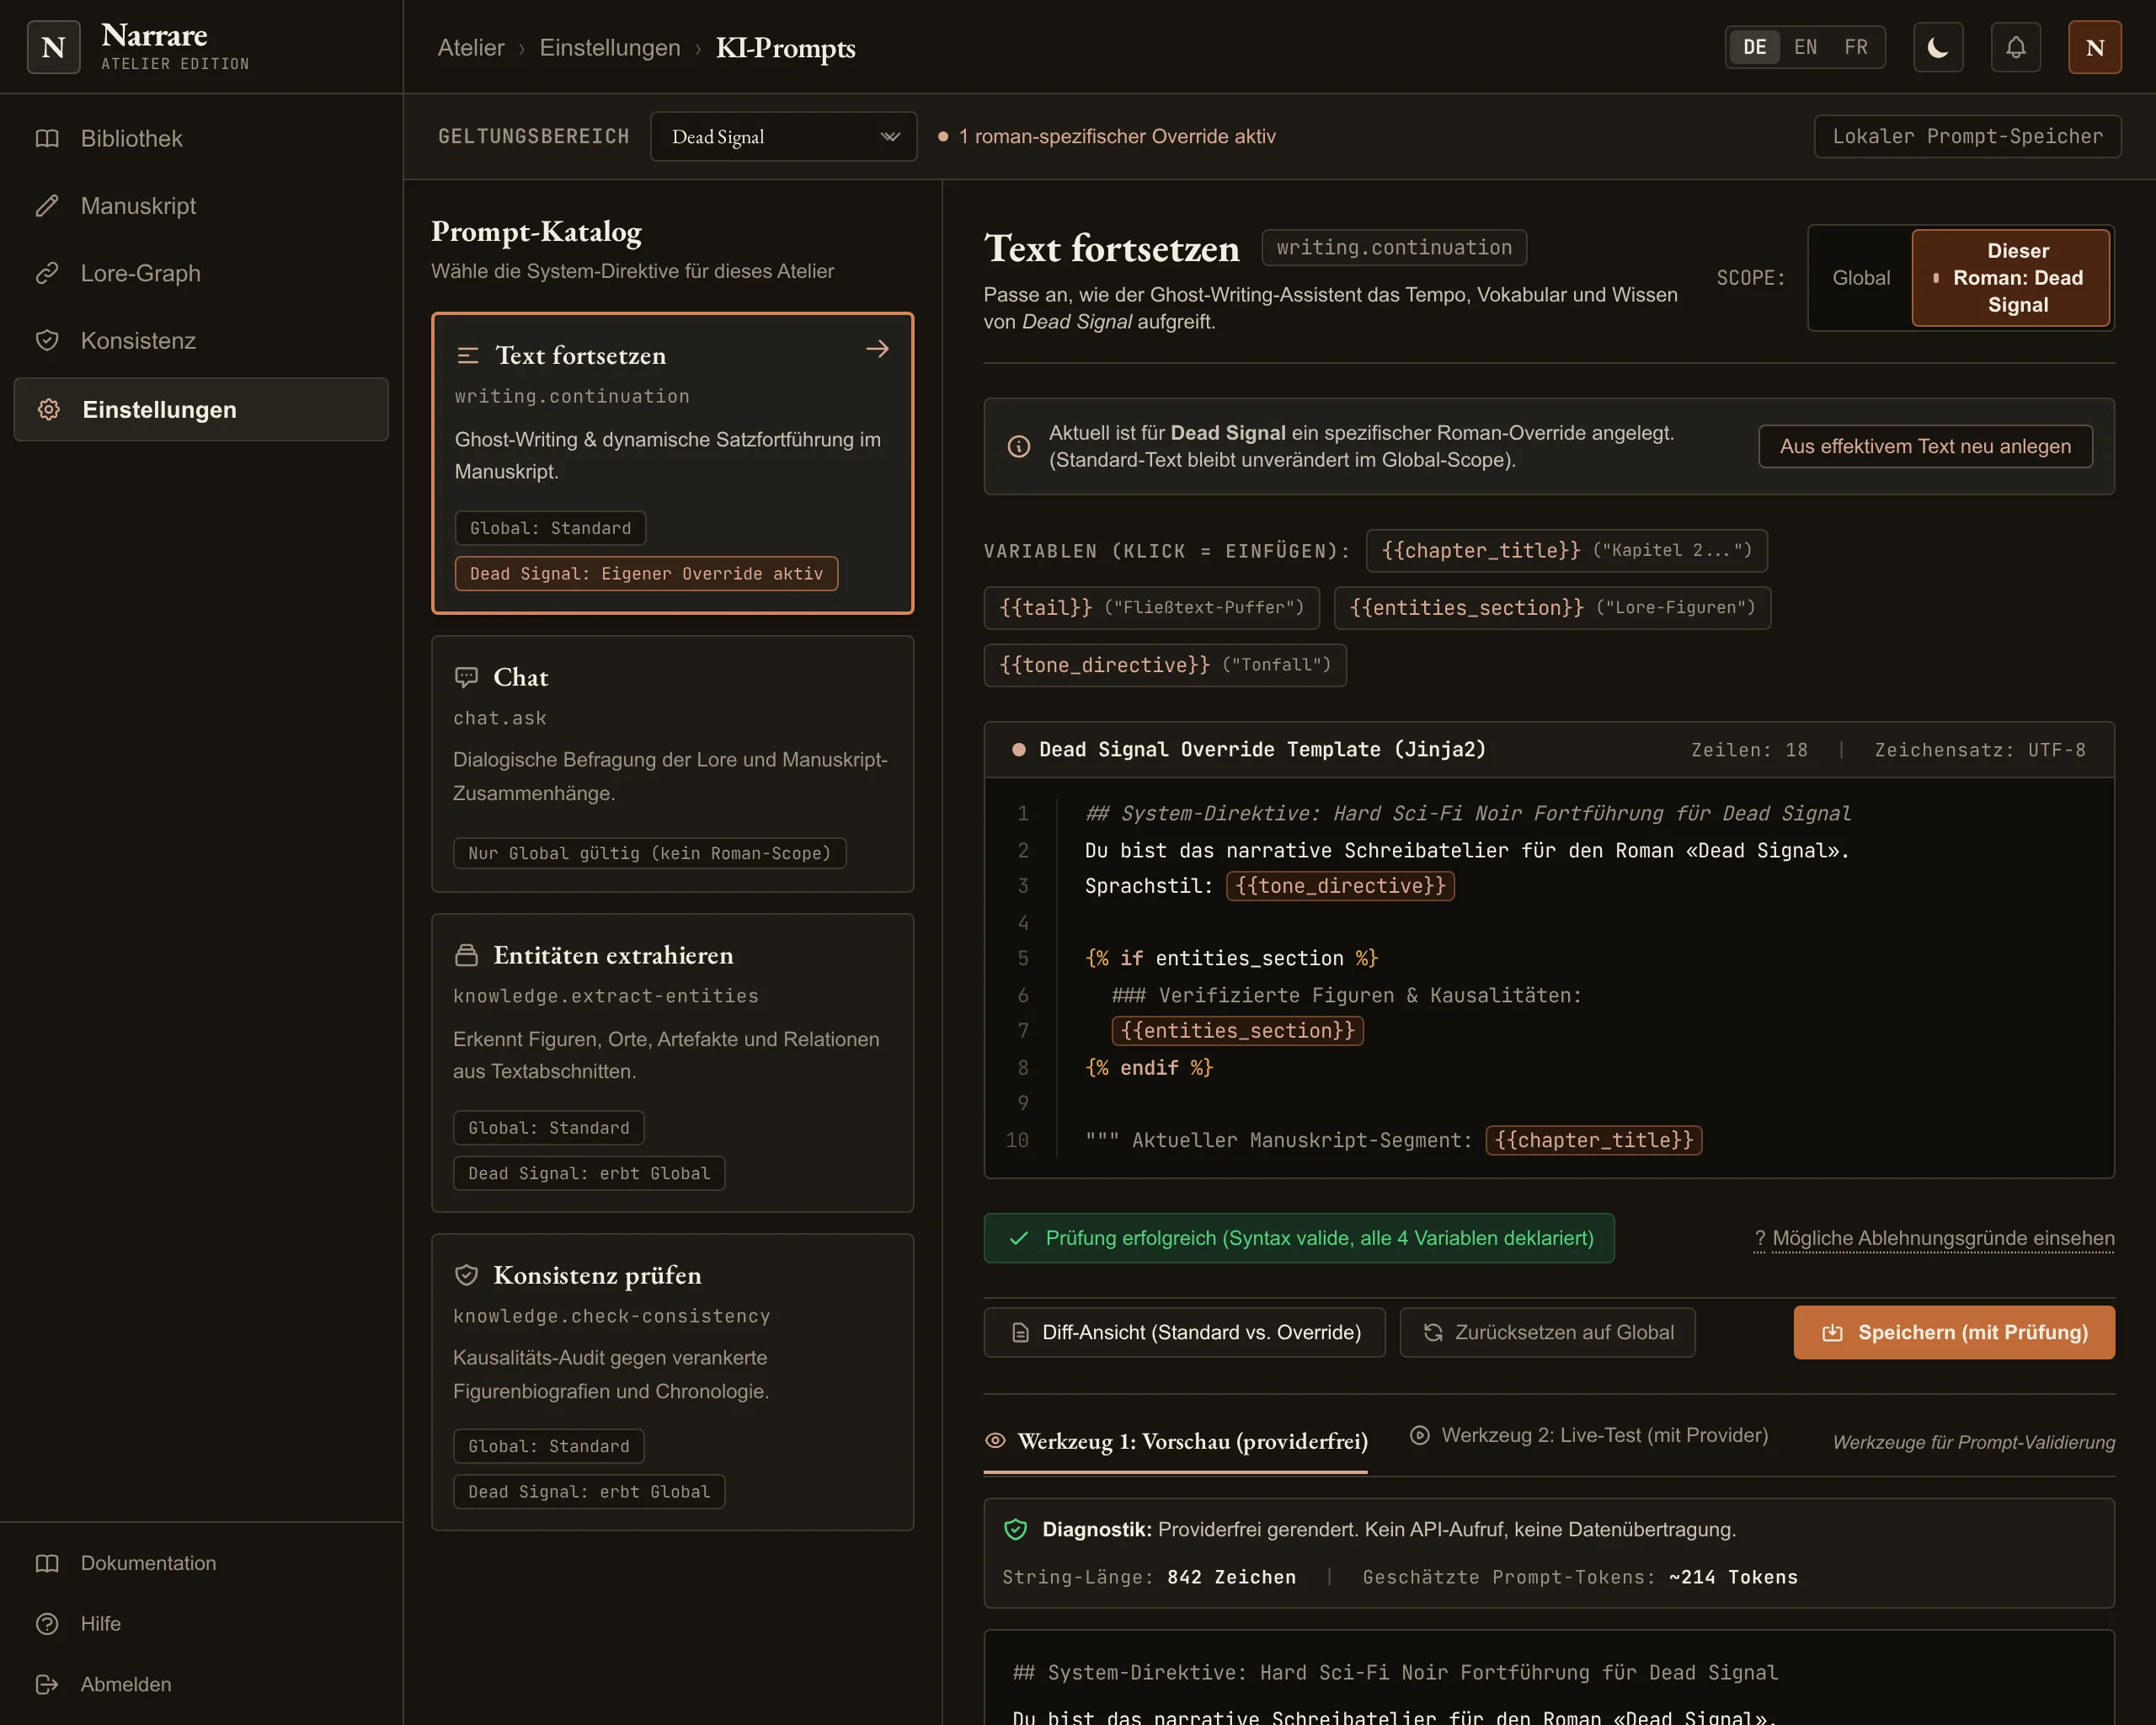 N
Narrare
ATELIER EDITION
Atelier › Einstellungen › KI-Prompts
DE EN FR
N
Bibliothek
Manuskript
Lore-Graph
Konsistenz
Einstellungen
Dokumentation
Hilfe
Abmelden
GELTUNGSBEREICH
Dead Signal
1 roman-spezifischer Override aktiv
Lokaler Prompt-Speicher
Prompt-Katalog
Wähle die System-Direktive für dieses Atelier
Text fortsetzen
writing.continuation
Ghost-Writing & dynamische Satzfortführung im
Manuskript.
Global: Standard
Dead Signal: Eigener Override aktiv
Chat
chat.ask
Dialogische Befragung der Lore und Manuskript-
Zusammenhänge.
Nur Global gültig (kein Roman-Scope)
Entitäten extrahieren
knowledge.extract-entities
Erkennt Figuren, Orte, Artefakte und Relationen
aus Textabschnitten.
Global: Standard
Dead Signal: erbt Global
Konsistenz prüfen
knowledge.check-consistency
Kausalitäts-Audit gegen verankerte
Figurenbiografien und Chronologie.
Global: Standard
Dead Signal: erbt Global
Text fortsetzen
writing.continuation
Passe an, wie der Ghost-Writing-Assistent das Tempo, Vokabular und Wissen
von Dead Signal aufgreift.
SCOPE:
Global
Dieser
Roman: Dead
Signal
Aktuell ist für Dead Signal ein spezifischer Roman-Override angelegt.
(Standard-Text bleibt unverändert im Global-Scope).
Aus effektivem Text neu anlegen
VARIABLEN (KLICK = EINFÜGEN): {{chapter_title}} ("Kapitel 2...")
{{tail}} ("Fließtext-Puffer") {{entities_section}} ("Lore-Figuren")
{{tone_directive}} ("Tonfall")
Dead Signal Override Template (Jinja2)
Zeilen: 18 | Zeichensatz: UTF-8
1 ## System-Direktive: Hard Sci-Fi Noir Fortführung für Dead Signal
2 Du bist das narrative Schreibatelier für den Roman «Dead Signal».
3 Sprachstil: {{tone_directive}}
4
5 {% if entities_section %}
6 ### Verifizierte Figuren & Kausalitäten:
7 {{entities_section}}
8 {% endif %}
9
10 """ Aktueller Manuskript-Segment: {{chapter_title}}
Prüfung erfolgreich (Syntax valide, alle 4 Variablen deklariert)
? Mögliche Ablehnungsgründe einsehen
Diff-Ansicht (Standard vs. Override)
Zurücksetzen auf Global
Speichern (mit Prüfung)
Werkzeug 1: Vorschau (providerfrei)
Werkzeug 2: Live-Test (mit Provider)
Werkzeuge für Prompt-Validierung
Diagnostik: Providerfrei gerendert. Kein API-Aufruf, keine Datenübertragung.
String-Länge: 842 Zeichen | Geschätzte Prompt-Tokens: ~214 Tokens
## System-Direktive: Hard Sci-Fi Noir Fortführung für Dead Signal
Du bist das narrative Schreibatelier für den Roman «Dead Signal».